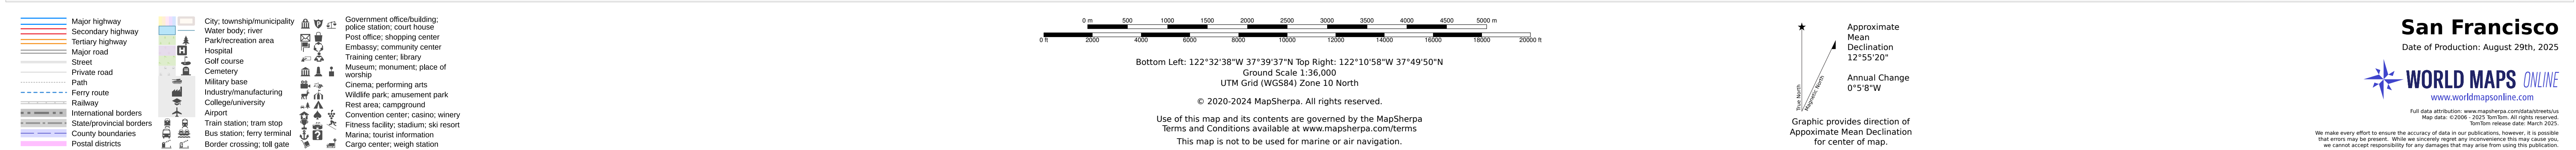 Major highway
Secondary highway
Tertiary highway
Major road
Street
Private road
Path
Ferry route
Railway
International borders
State/provincial borders
County boundaries
Postal districts
City; township/municipality
Water body; river
Park/recreation area
Hospital
Golf course
Cemetery
Military base
Industry/manufacturing
College/university
Airport
Train station; tram stop
Bus station; ferry terminal
Border crossing; toll gate
Government office/building;
police station; court house
Post office; shopping center
Embassy; community center
Training center; library
Museum; monument; place of
worship
Cinema; performing arts
Wildlife park; amusement park
Rest area; campground
Convention center; casino; winery
Fitness facility; stadium; ski resort
Marina; tourist information
Cargo center; weigh station
0 m 500 1000 1500 2000 2500 3000 3500 4000 4500 5000 m
0 ft 2000 4000 6000 8000 10000 12000 14000 16000 18000 20000 ft
Bottom Left: 122°32'38"W 37°39'37"N Top Right: 122°10'58"W 37°49'50"N
Ground Scale 1:36,000
UTM Grid (WGS84) Zone 10 North
© 2020-2024 MapSherpa. All rights reserved.
Use of this map and its contents are governed by the MapSherpa
Terms and Conditions available at www.mapsherpa.com/terms
This map is not to be used for marine or air navigation.
True North
Magnetic North
Approximate
Mean
Declination
12°55'20"
Annual Change
0°5'8"W
Graphic provides direction of
Appoximate Mean Declination
for center of map.
San Francisco
Date of Production: August 29th, 2025
WORLD MAPS ONLINE
www.worldmapsonline.com
Full data attribution: www.mapsherpa.com/data/streets/us
Map data: ©2006 - 2025 TomTom. All rights reserved.
TomTom release date: March 2025.
We make every effort to ensure the accuracy of data in our publications, however, it is possible
that errors may be present. While we sincerely regret any inconvenience this may cause you,
we cannot accept responsibility for any damages that may arise from using this publication.